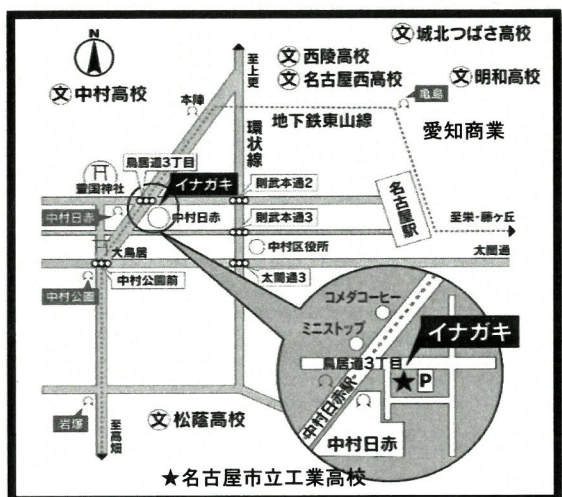 N
文 城北つばさ高校
文 西陵高校
文 名古屋西高校
文 明和高校
文 中村高校
至上更
本陣
亀島
地下鉄東山線
環状線
愛知商業
鳥居通3丁目
イナガキ
豊国神社
則武本通2
中村日赤
中村日赤
則武本通3
名古屋駅
至栄・藤ヶ丘
大鳥居
中村区役所
太閤通
中村公園
中村公園前
太閤通3
コメダコーヒー
ミニストップ
イナガキ
鳥居通3丁目
★ P
中村日赤駅
中村日赤
岩塚
至高畑
文 松蔭高校
★名古屋市立工業高校